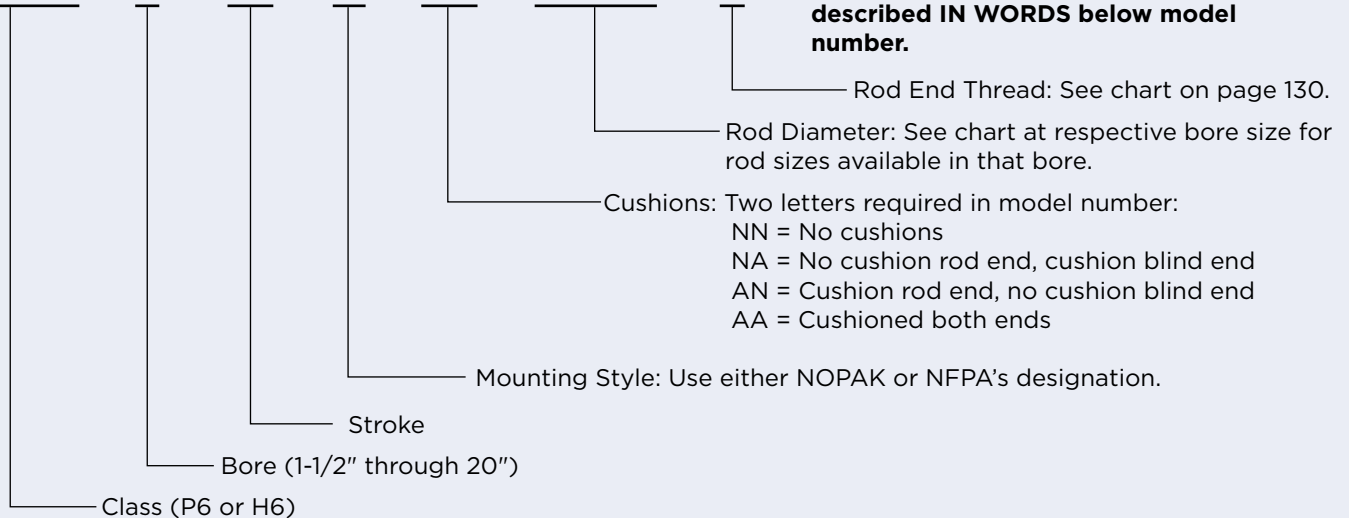 described IN WORDS below model
number.
Rod End Thread: See chart on page 130.
Rod Diameter: See chart at respective bore size for
rod sizes available in that bore.
Cushions: Two letters required in model number:
NN = No cushions
NA = No cushion rod end, cushion blind end
AN = Cushion rod end, no cushion blind end
AA = Cushioned both ends
Mounting Style: Use either NOPAK or NFPA's designation.
Stroke
Bore (1-1/2" through 20")
Class (P6 or H6)